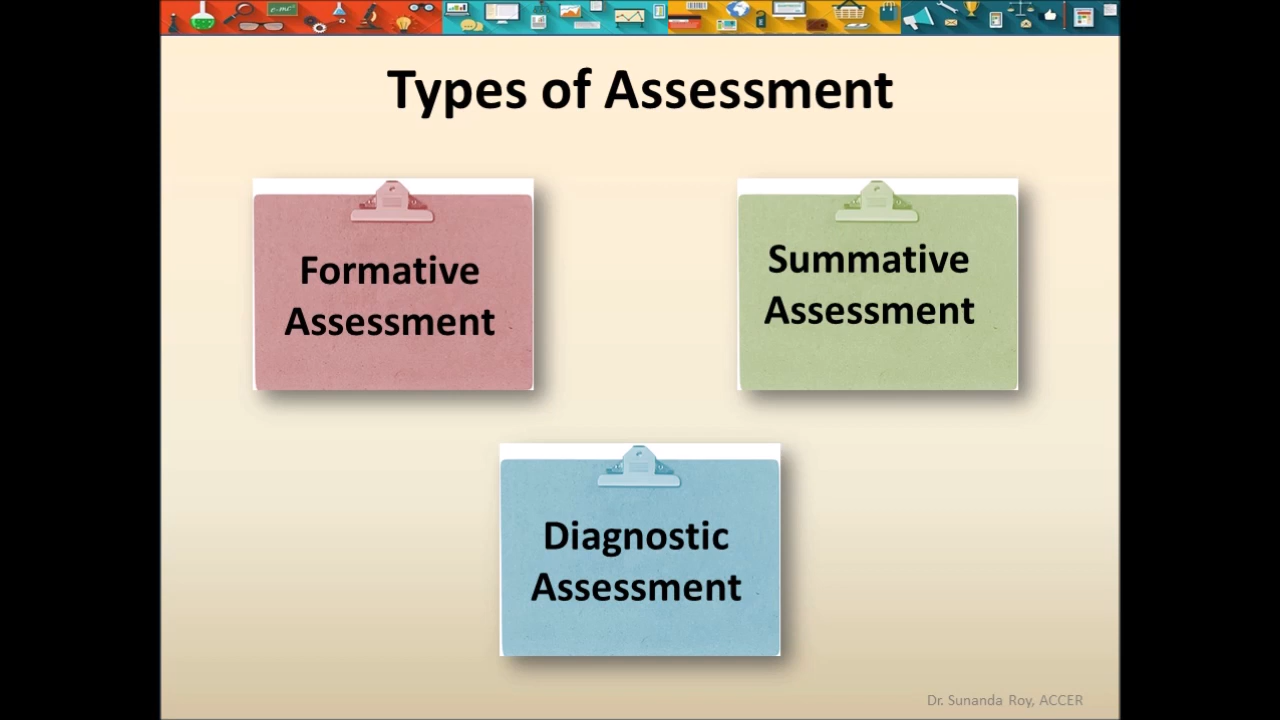 Types of Assessment
Formative
Assessment
Summative
Assessment
Diagnostic
Assessment
Dr. Sunanda Roy, ACCER